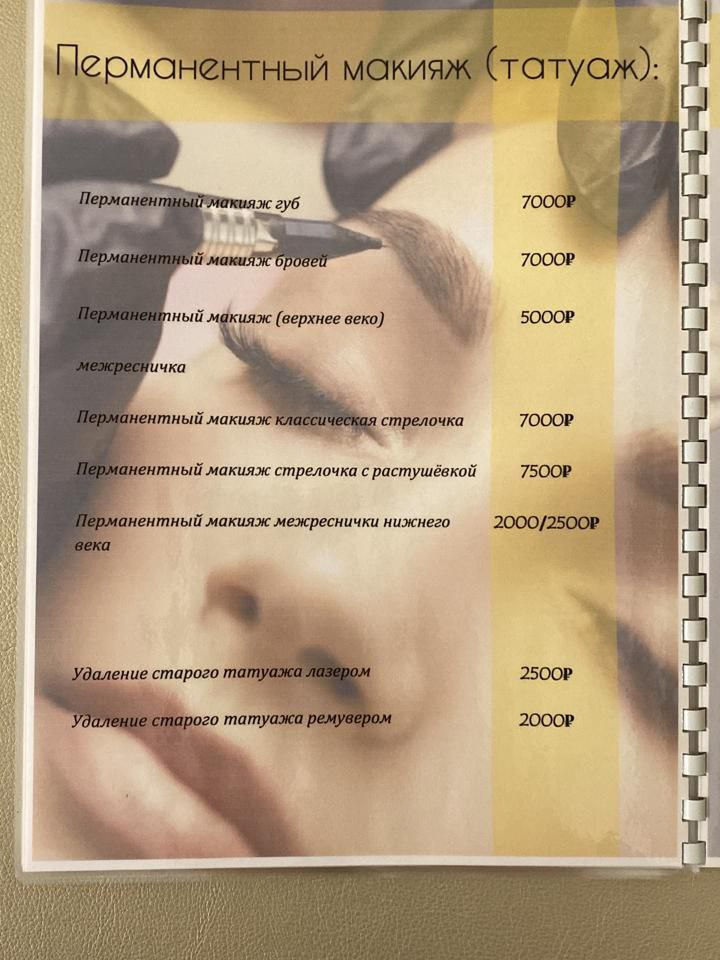 Перманентный макияж (татуаж):
Перманентный макияж губ 7000₽
Перманентный макияж бровей 7000₽
Перманентный макияж (верхнее веко) 5000₽
межресничка
Перманентный макияж классическая стрелочка 7000₽
Перманентный макияж стрелочка с растушёвкой 7500₽
Перманентный макияж межреснички нижнего 2000/2500₽
века
Удаление старого татуажа лазером 2500₽
Удаление старого татуажа ремувером 2000₽